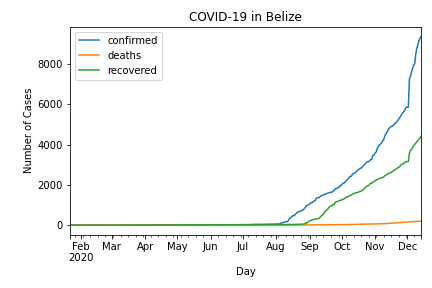 COVID-19 in Belize
confirmed
deaths
recovered
Number of Cases
8000
6000
4000
2000
0
Feb Mar Apr May Jun Jul Aug Sep Oct Nov Dec
2020
Day